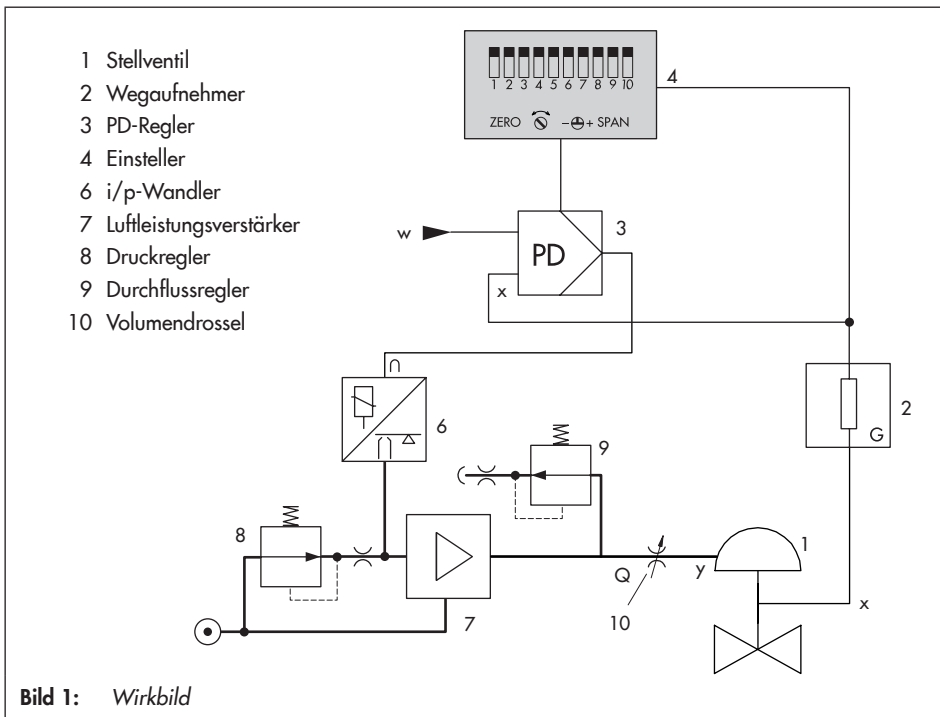 1 Stellventil
2 Wegaufnehmer
3 PD-Regler
4 Einsteller
6 i/p-Wandler
7 Luftleistungsverstärker
8 Druckregler
9 Durchflussregler
10 Volumendrossel
1 2 3 4 5 6 7 8 9 10
ZERO - + SPAN
4
w
PD
3
x
6
2
G
9
8
7
Q
10
y
1
x
Bild 1: Wirkbild